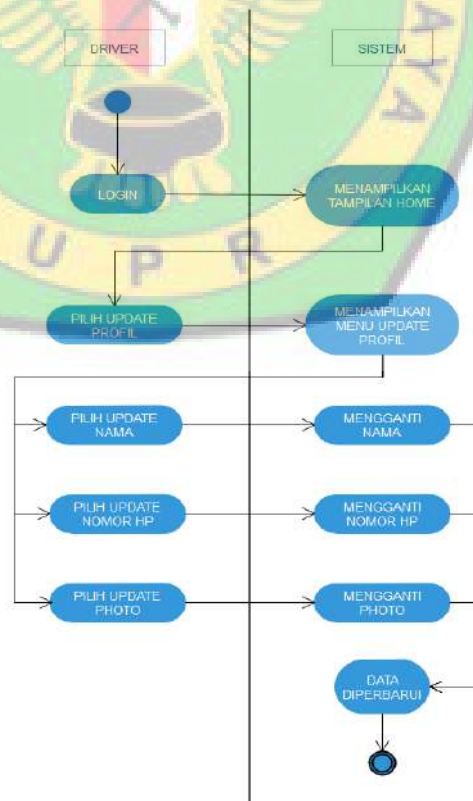 DRIVER
SISTEM
LOGIN
MENAMPILKAN
TAMPILAN HOME
PILIH UPDATE
PROFIL
MENAMPILKAN
MENU UPDATE
PROFIL
PILIH UPDATE
NAMA
MENGGANTI
NAMA
PILIH UPDATE
NOMOR HP
MENGGANTI
NOMOR HP
PILIH UPDATE
PHOTO
MENGGANTI
PHOTO
DATA
DIPERBARUI
U P R
AYA